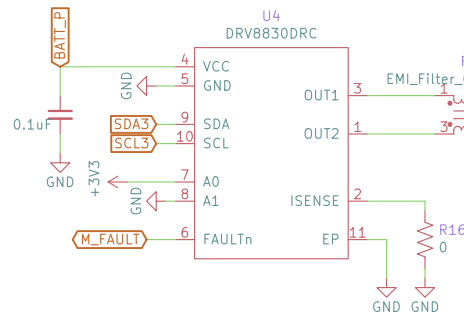 U4
DRV8830DRC
BATT_P
4 VCC
5 GND
GND
OUT1 3
EMI_Filter_
1
0.1uF
SDA3 9 SDA
SCL3 10 SCL
OUT2 1
3
GND
+3V3
7 A0
GND
8 A1
ISENSE 2
M_FAULT 6 FAULTn
EP 11
R16
0
GND
GND